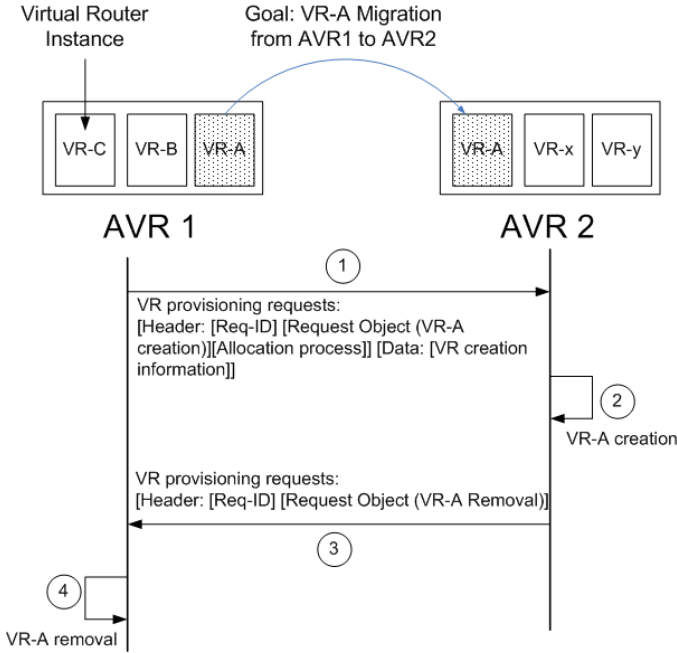 Virtual Router
Instance
Goal: VR-A Migration
from AVR1 to AVR2
VR-C
VR-B
VR-A
VR-A
VR-x
VR-y
AVR 1
AVR 2
1
VR provisioning requests:
[Header: [Req-ID] [Request Object (VR-A
creation)][Allocation process]] [Data: [VR creation
information]]
2
VR-A creation
VR provisioning requests:
[Header: [Req-ID] [Request Object (VR-A Removal)]
3
4
VR-A removal